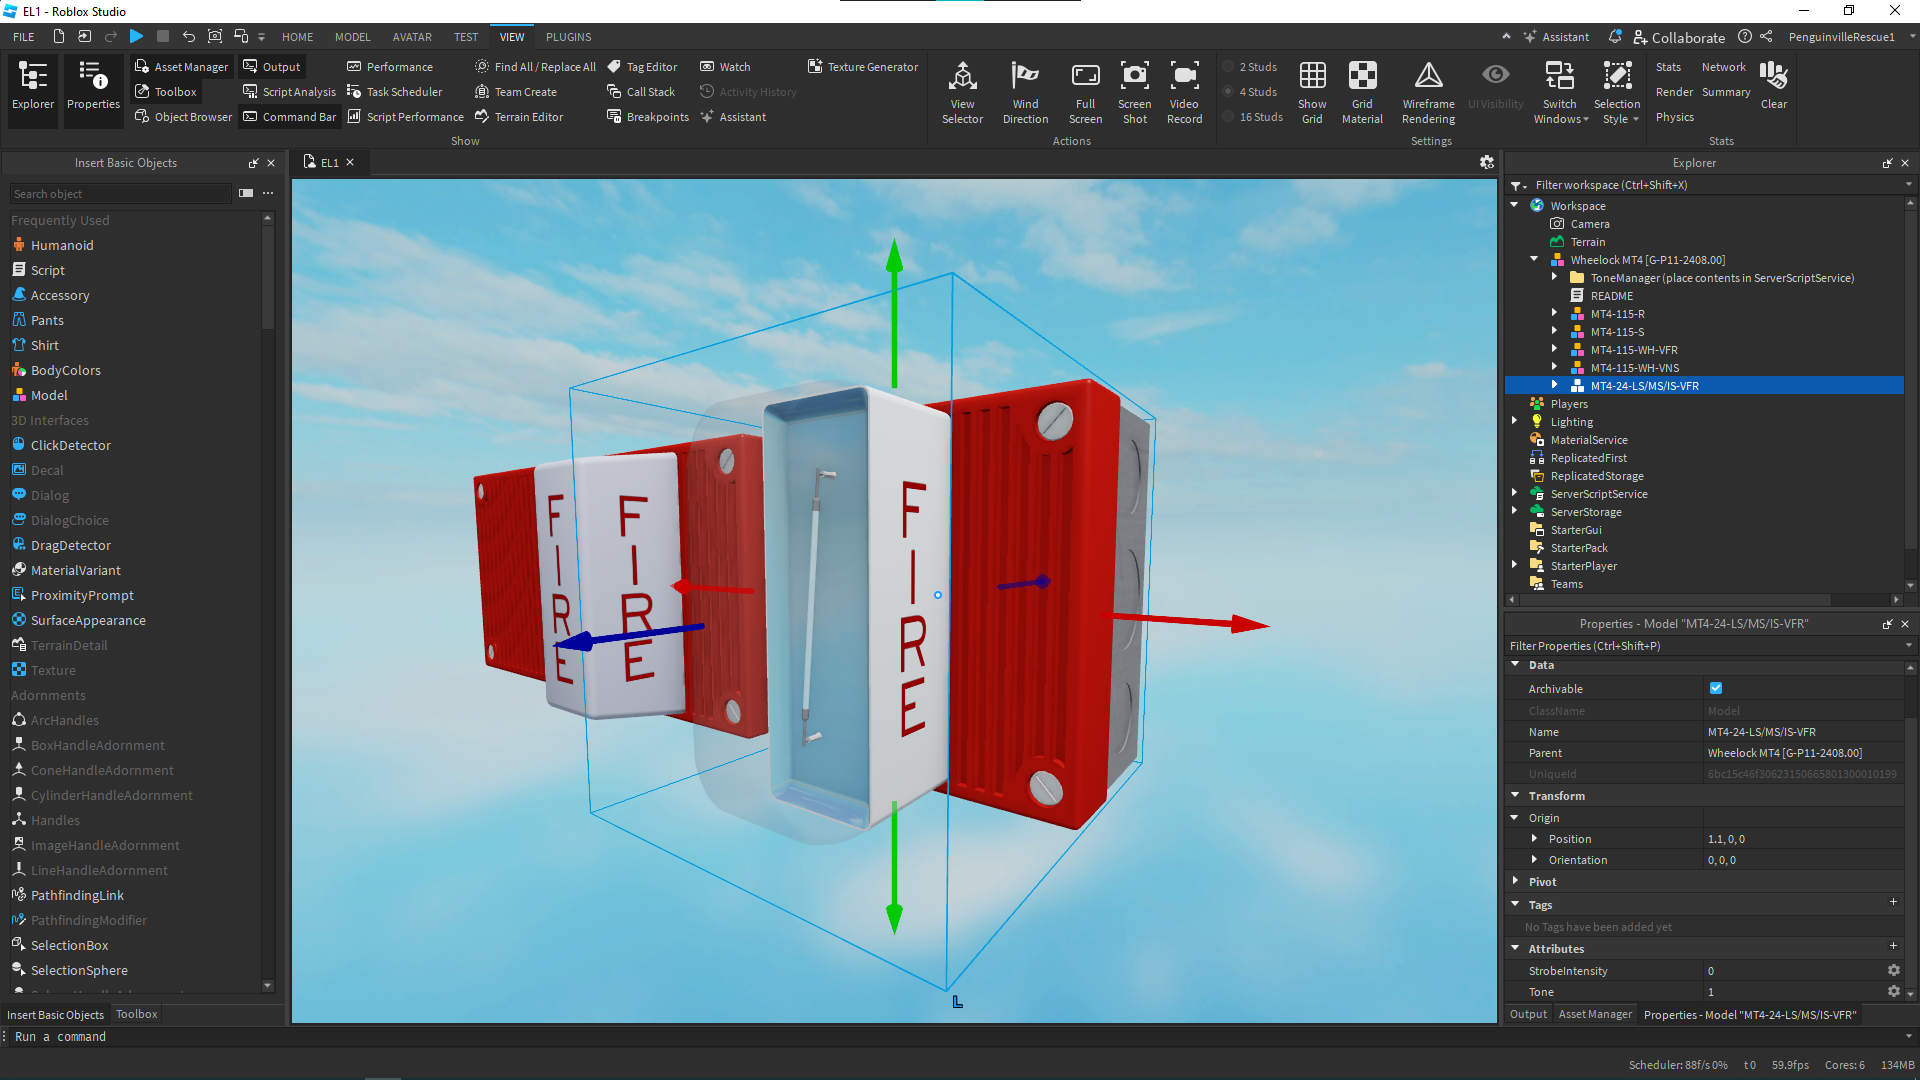 EL1 - Roblox Studio
FILE HOME MODEL AVATAR TEST VIEW PLUGINS Assistant Collaborate PenguinvilleRescue1
Explorer
Properties
Asset Manager
Toolbox
Object Browser
Output
Script Analysis
Command Bar
Performance
Task Scheduler
Script Performance
Find All / Replace All
Team Create
Terrain Editor
Tag Editor
Call Stack
Breakpoints
Watch
Activity History
Assistant
Texture Generator
Show
View Selector
Wind Direction
Full Screen
Screen Shot
Video Record
Actions
2 Studs
4 Studs
16 Studs
Show Grid
Grid Material
Wireframe Rendering
UI Visibility
Switch Windows
Selection Style
Settings
Stats
Render
Physics
Network
Summary
Clear
Stats
Insert Basic Objects
Search object
Frequently Used
Humanoid
Script
Accessory
Pants
Shirt
BodyColors
Model
3D Interfaces
ClickDetector
Decal
Dialog
DialogChoice
DragDetector
MaterialVariant
ProximityPrompt
SurfaceAppearance
TerrainDetail
Texture
Adornments
ArcHandles
BoxHandleAdornment
ConeHandleAdornment
CylinderHandleAdornment
Handles
ImageHandleAdornment
LineHandleAdornment
PathfindingLink
PathfindingModifier
SelectionBox
SelectionSphere
Insert Basic Objects Toolbox
EL1
FIRE
FIRE
FIRE
L
Explorer
Filter workspace (Ctrl+Shift+X)
Workspace
Camera
Terrain
Wheelock MT4 [G-P11-2408.00]
ToneManager (place contents in ServerScriptService)
README
MT4-115-R
MT4-115-S
MT4-115-WH-VFR
MT4-115-WH-VNS
MT4-24-LS/MS/IS-VFR
Players
Lighting
MaterialService
ReplicatedFirst
ReplicatedStorage
ServerScriptService
ServerStorage
StarterGui
StarterPack
StarterPlayer
Teams
Properties - Model "MT4-24-LS/MS/IS-VFR"
Filter Properties (Ctrl+Shift+P)
Data
Archivable
ClassName Model
Name MT4-24-LS/MS/IS-VFR
Parent Wheelock MT4 [G-P11-2408.00]
UniqueId
Transform
Origin
Position 1.1, 0, 0
Orientation 0, 0, 0
Pivot
Tags
No Tags have been added yet
Attributes
StrobeIntensity 0
Tone 1
Output Asset Manager Properties - Model "MT4-24-LS/MS/IS-VFR"
Run a command
Scheduler: 88f/s 0% t 0 59.9fps Cores: 6 134MB